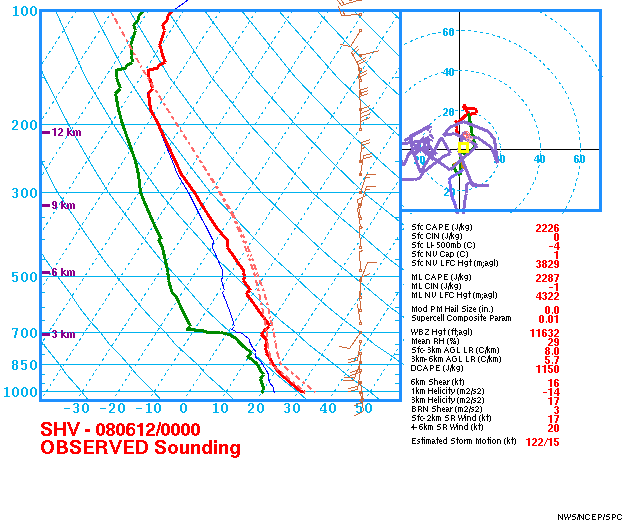 100
200
300
400
500
700
850
1000
12 km
9 km
6 km
3 km
-30 -20 -10 0 10 20 30 40 50
60
40
20
20 40 60
20
Sfc CAPE (J/kg) 2226
Sfc CIN (J/kg) 0
Sfc LI-500mb (C) -4
Sfc NV Cap (C) 1
Sfc NV LFC Hgt (m;agl) 3829
ML CAPE (J/kg) 2287
ML CIN (J/kg) -1
ML NV LFC Hgt (m;agl) 4322
Mod PM Hail Size (in.) 0.0
Supercell Composite Param 0.01
WBZ Hgt (ft;agl) 11632
Mean RH (%) 29
Sfc-3km AGL LR (C/km) 8.0
3km-6km AGL LR (C/km) 5.7
DCAPE (J/kg) 1150
6km Shear (kt) 16
1km Helicity (m2/s2) -14
3km Helicity (m2/s2) 17
BRN Shear (m2/s2) 3
Sfc-2km SR Wind (kt) 17
4-6km SR Wind (kt) 20
Estimated Storm Motion (kt) 122/15
SHV - 080612/0000
OBSERVED Sounding
NWS/NCEP/SPC